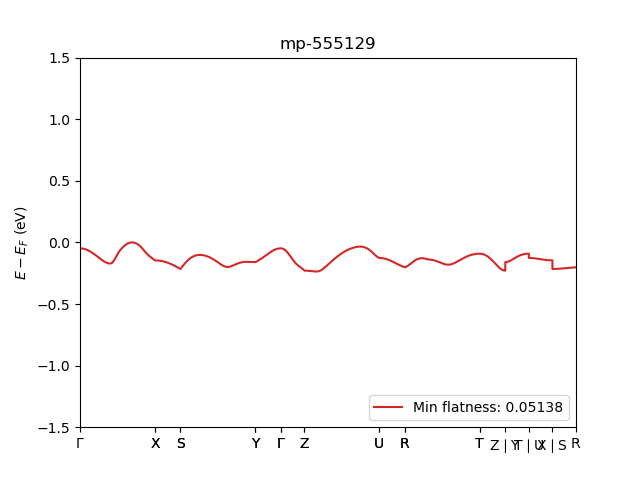 mp-555129
E − E_F (eV)
1.5
1.0
0.5
0.0
−0.5
−1.0
−1.5
Min flatness: 0.05138
Γ X S Y Γ Z U R T Z | Y T | U X | S R